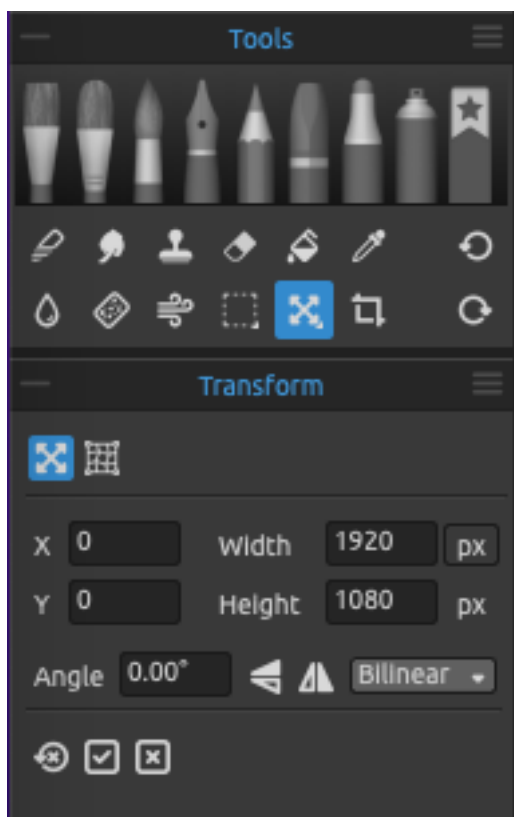 Tools
Transform
X 0 Width 1920 px
Y 0 Height 1080 px
Angle 0.00° Bilinear